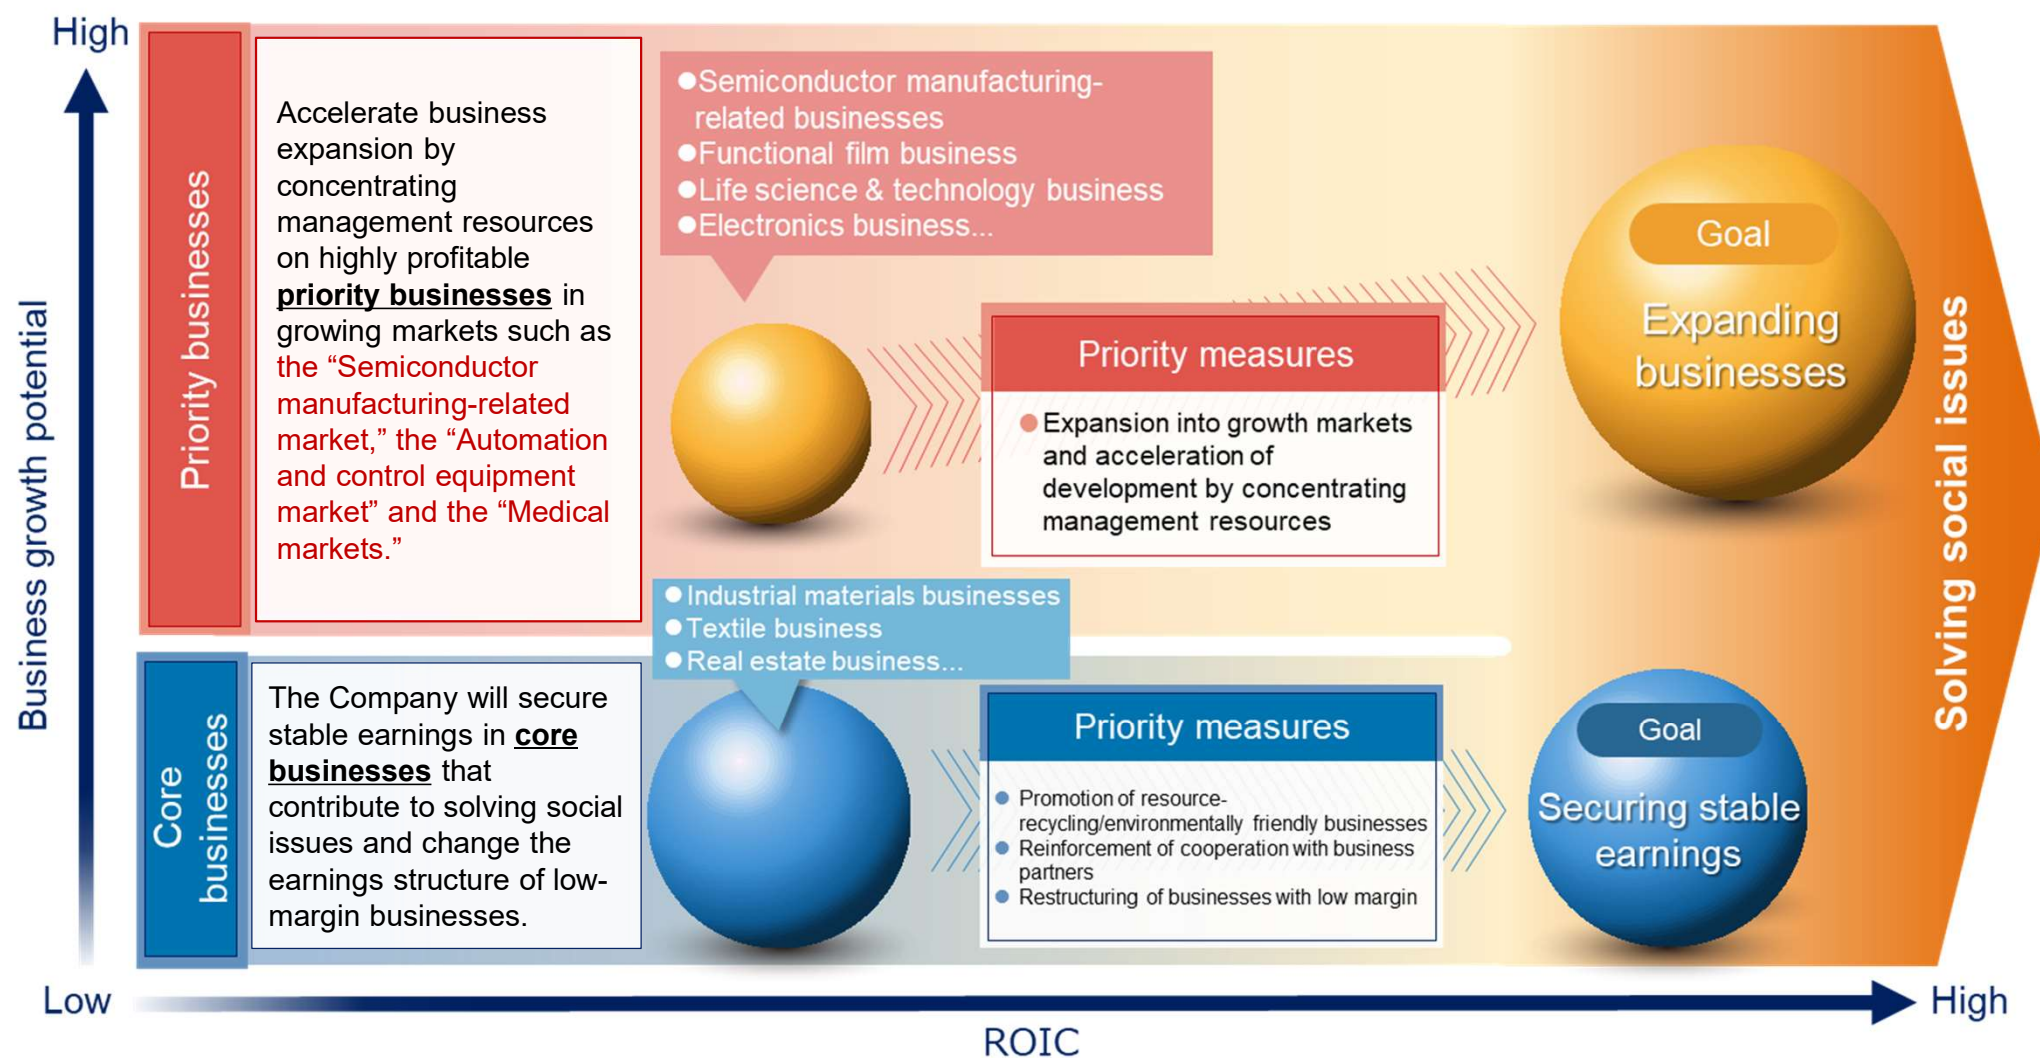 High
Business growth potential
Low
Priority businesses
Accelerate business
expansion by
concentrating
management resources
on highly profitable
priority businesses in
growing markets such as
the “Semiconductor
manufacturing-related
market,” the “Automation
and control equipment
market” and the “Medical
markets.”
●Semiconductor manufacturing-
related businesses
●Functional film business
●Life science & technology business
●Electronics business...
Priority measures
● Expansion into growth markets
and acceleration of
development by concentrating
management resources
Goal
Expanding
businesses
Core
businesses
The Company will secure
stable earnings in core
businesses that
contribute to solving social
issues and change the
earnings structure of low-
margin businesses.
● Industrial materials businesses
● Textile business
● Real estate business...
Priority measures
● Promotion of resource-
recycling/environmentally friendly businesses
● Reinforcement of cooperation with business
partners
● Restructuring of businesses with low margin
Goal
Securing stable
earnings
Solving social issues
ROIC
High